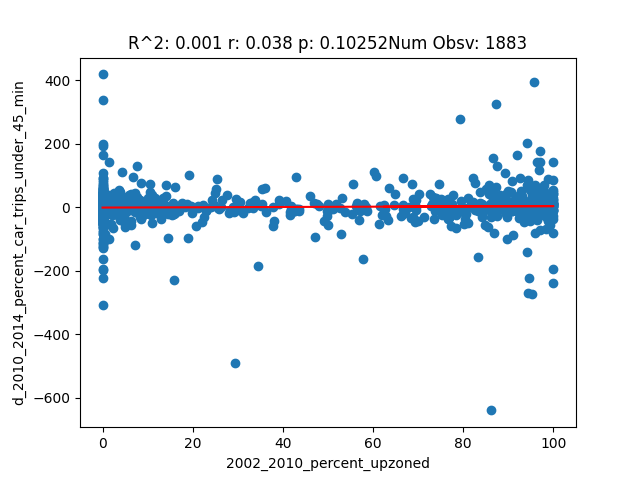 R^2: 0.001 r: 0.038 p: 0.10252Num Obsv: 1883
d_2010_2014_percent_car_trips_under_45_min
400
200
0
−200
−400
−600
0 20 40 60 80 100
2002_2010_percent_upzoned